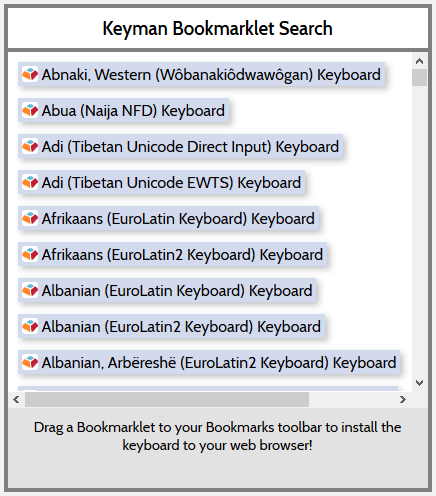 Keyman Bookmarklet Search
Abnaki, Western (Wôbanakiôdwawôgan) Keyboard
Abua (Naija NFD) Keyboard
Adi (Tibetan Unicode Direct Input) Keyboard
Adi (Tibetan Unicode EWTS) Keyboard
Afrikaans (EuroLatin Keyboard) Keyboard
Afrikaans (EuroLatin2 Keyboard) Keyboard
Albanian (EuroLatin Keyboard) Keyboard
Albanian (EuroLatin2 Keyboard) Keyboard
Albanian, Arbëreshë (EuroLatin2 Keyboard) Keyboard
Drag a Bookmarklet to your Bookmarks toolbar to install the
keyboard to your web browser!